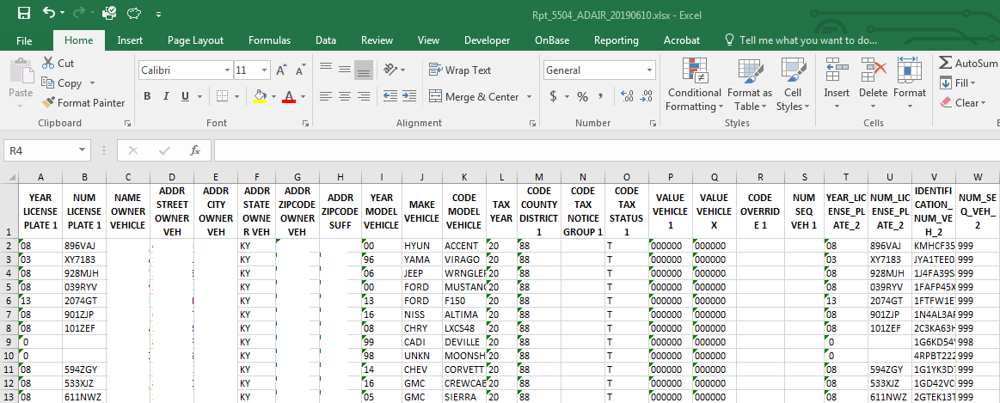 Rpt_5504_ADAIR_20190610.xlsx - Excel
File Home Insert Page Layout Formulas Data Review View Developer OnBase Reporting Acrobat Tell me what you want to do...
Paste Cut Copy Format Painter
Clipboard
Calibri 11 A A
B I U A
Font
Wrap Text
Merge & Center
Alignment
General
$ % , .00 .0
Number
Conditional Formatting Format as Table Cell Styles
Styles
Insert Delete Format
Cells
AutoSum
Fill
Clear
R4 fx
A B C D E F G H I J K L M N O P Q R S T U V W
1 YEAR LICENSE PLATE 1 NUM LICENSE PLATE 1 NAME OWNER VEHICLE ADDR STREET OWNER VEH ADDR CITY OWNER VEH ADDR STATE OWNE R VEH ADDR ZIPCODE OWNER VEH ADDR ZIPCODE SUFF YEAR MODEL VEHICLE MAKE VEHICLE CODE MODEL VEHICLE TAX YEAR CODE COUNTY DISTRICT 1 CODE TAX NOTICE GROUP 1 CODE TAX STATUS 1 VALUE VEHICLE 1 VALUE VEHICLE X CODE OVERRID E 1 NUM SEQ VEH 1 YEAR_LIC ENSE_PL ATE_2 NUM_LIC ENSE_PL ATE_2 IDENTIFI CATION_ NUM_VE H_2 NUM_SE Q_VEH_ 2
2 08 896VAJ KY 00 HYUN ACCENT 20 88 T 000000 000000 08 896VAJ KMHCF35 999
3 03 XY7183 KY 96 YAMA VIRAGO 20 88 T 000000 000000 03 XY7183 JYA1TEE0 999
4 08 928MJH KY 06 JEEP WRNGLER 20 88 T 000000 000000 08 928MJH 1J4FA39S 999
5 08 039RYV KY 00 FORD MUSTANG 20 88 T 000000 000000 08 039RYV 1FAFP45X 999
6 13 2074GT KY 13 FORD F150 20 88 T 000000 000000 13 2074GT 1FTFW1E 999
7 08 901ZJP KY 16 NISS ALTIMA 20 88 T 000000 000000 08 901ZJP 1N4AL3A 999
8 08 101ZEF KY 08 CHRY LXCS48 20 88 T 000000 000000 08 101ZEF 2C3KA63H 999
9 0 KY 99 CADI DEVILLE 20 88 T 000000 000000 0 1G6KD54Y 998
10 0 KY 98 UNKN MOONSH 20 88 T 000000 000000 0 4RPBT222 999
11 08 594ZGY KY 14 CHEV CORVETT 20 88 T 000000 000000 08 594ZGY 1G1YK3D 999
12 08 533XJZ KY 16 GMC CREWCAB 20 88 T 000000 000000 08 533XJZ 1GD42VC 999
13 08 611NWZ KY 05 GMC SIERRA 20 88 T 000000 000000 08 611NWZ 2GTEK13T 999